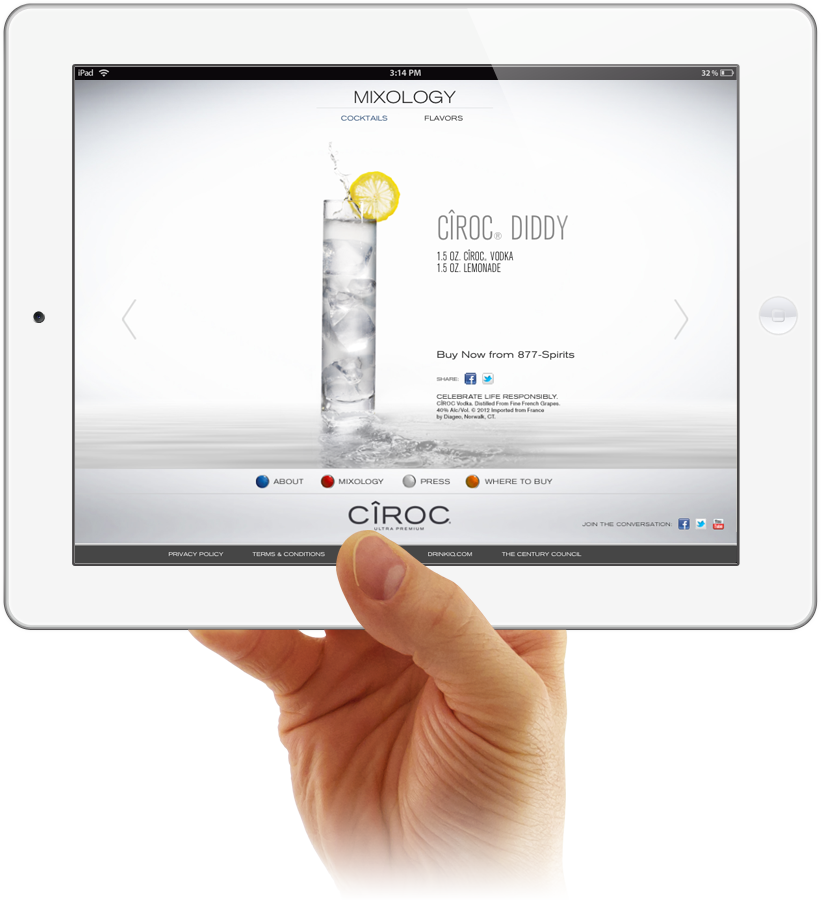 iPad 3:14 PM 32 %
MIXOLOGY
COCKTAILS FLAVORS
CÎROC® DIDDY
1.5 OZ. CÎROC® VODKA
1.5 OZ. LEMONADE
Buy Now from 877-Spirits
SHARE:
CELEBRATE LIFE RESPONSIBLY.
CÎROC Vodka. Distilled From Fine French Grapes.
40% Alc/Vol. © 2012 Imported from France
by Diageo, Norwalk, CT.
ABOUT MIXOLOGY PRESS WHERE TO BUY
CÎROC
ULTRA PREMIUM
JOIN THE CONVERSATION: You Tube
PRIVACY POLICY TERMS & CONDITIONS DRINKIQ.COM THE CENTURY COUNCIL